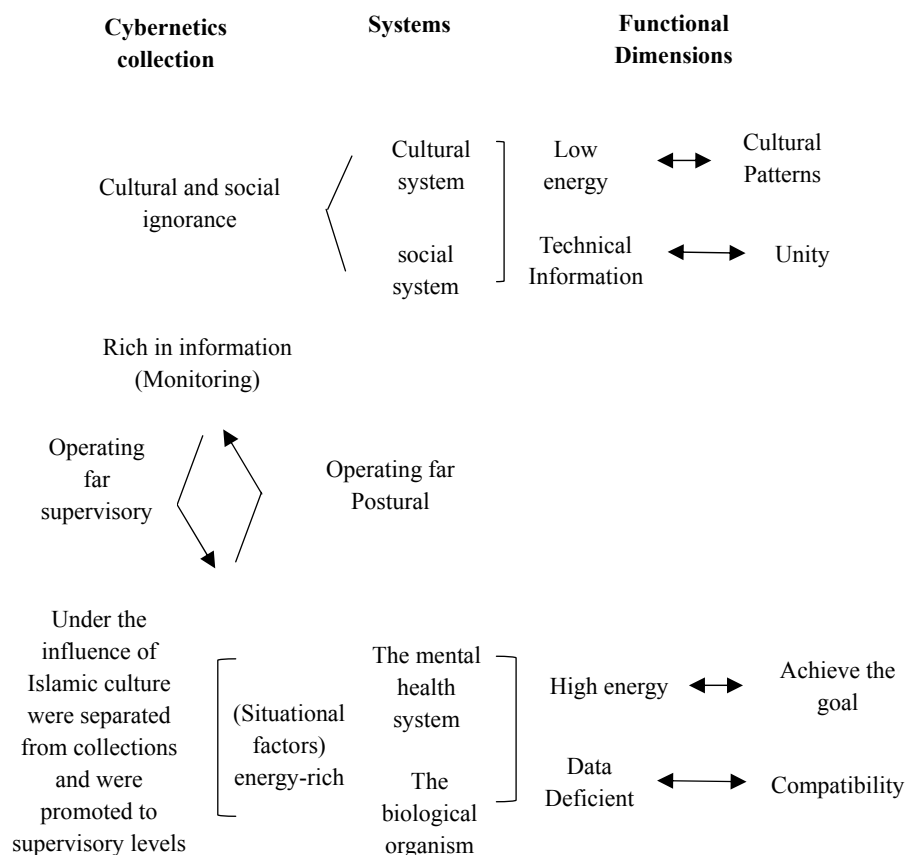 Cybernetics
collection
Systems
Functional
Dimensions
Cultural and social
ignorance
Cultural
system
Low
energy
Cultural
Patterns
social
system
Technical
Information
Unity
Rich in information
(Monitoring)
Operating
far
supervisory
Operating far
Postural
Under the
influence of
Islamic culture
were separated
from collections
and were
promoted to
supervisory levels
(Situational
factors)
energy-rich
The mental
health
system
High energy
Achieve the
goal
The
biological
organism
Data
Deficient
Compatibility